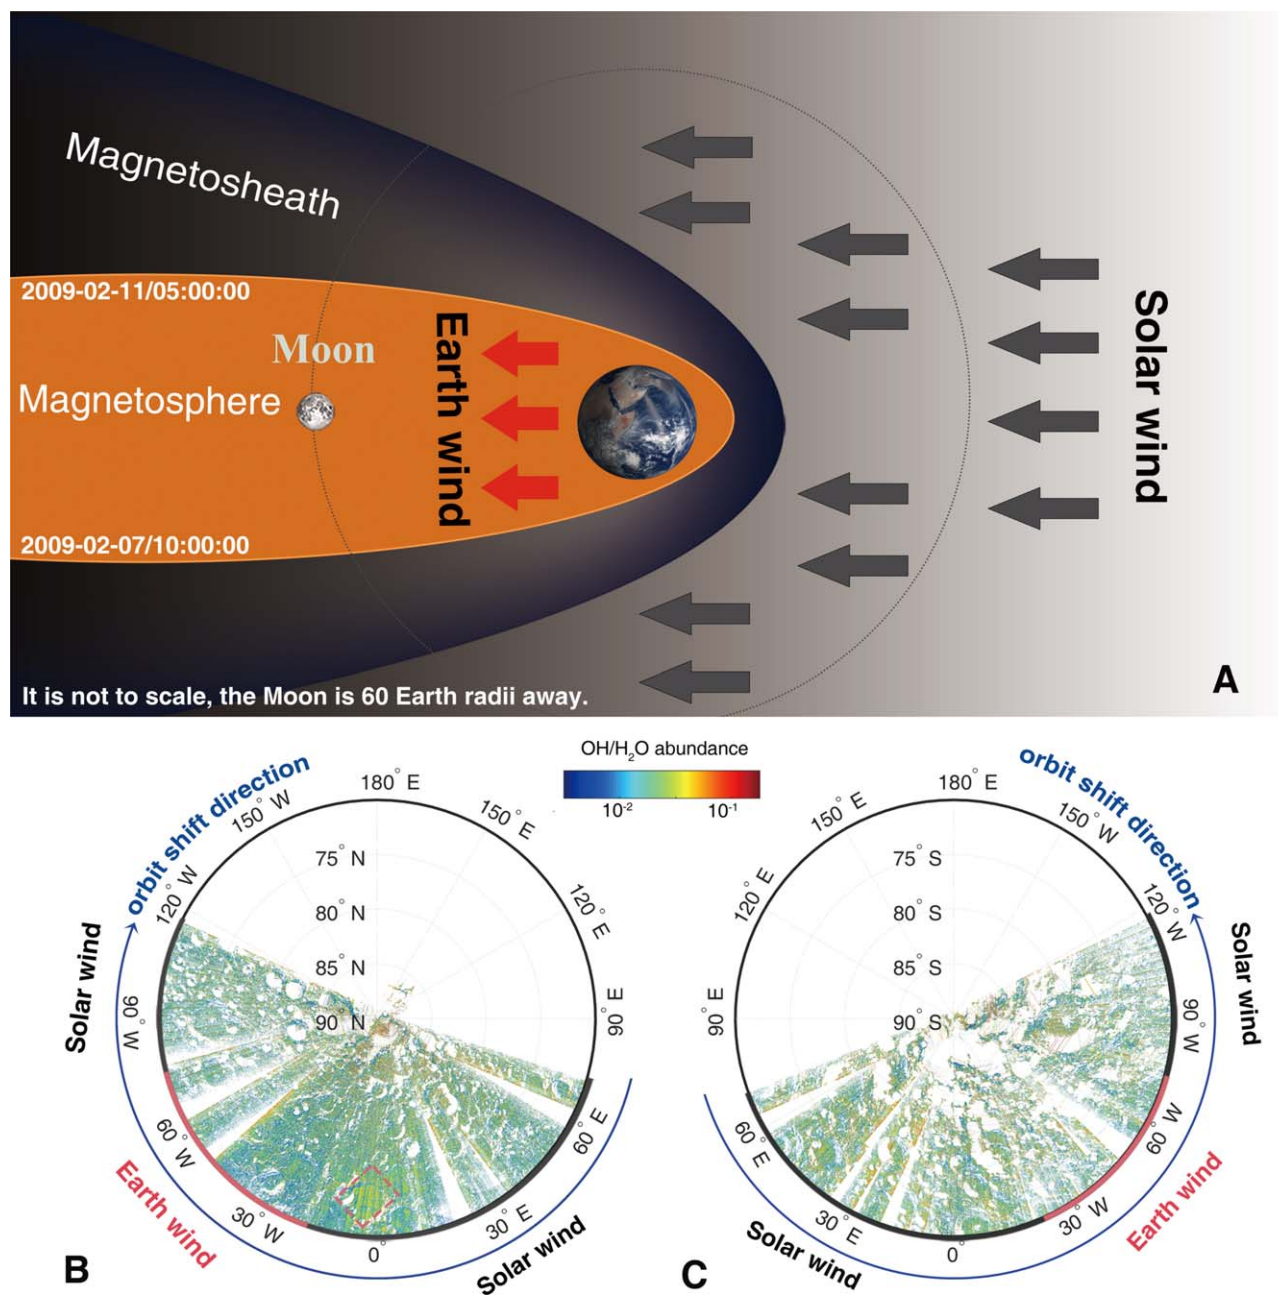 Magnetosheath
2009-02-11/05:00:00
Moon
Magnetosphere
Earth wind
Solar wind
2009-02-07/10:00:00
It is not to scale, the Moon is 60 Earth radii away.
A
OH/H2O abundance
10-2
10-1
orbit shift direction
180° E
150° W
150° E
120° W
120° E
75° N
80° N
85° N
90° N
Solar wind
90° W
90° E
60° W
60° E
Earth wind
30° W
30° E
0°
Solar wind
B
orbit shift direction
180° E
150° E
150° W
120° E
120° W
75° S
80° S
85° S
90° S
90° E
90° W
Solar wind
60° E
60° W
30° E
30° W
Earth wind
0°
Solar wind
C